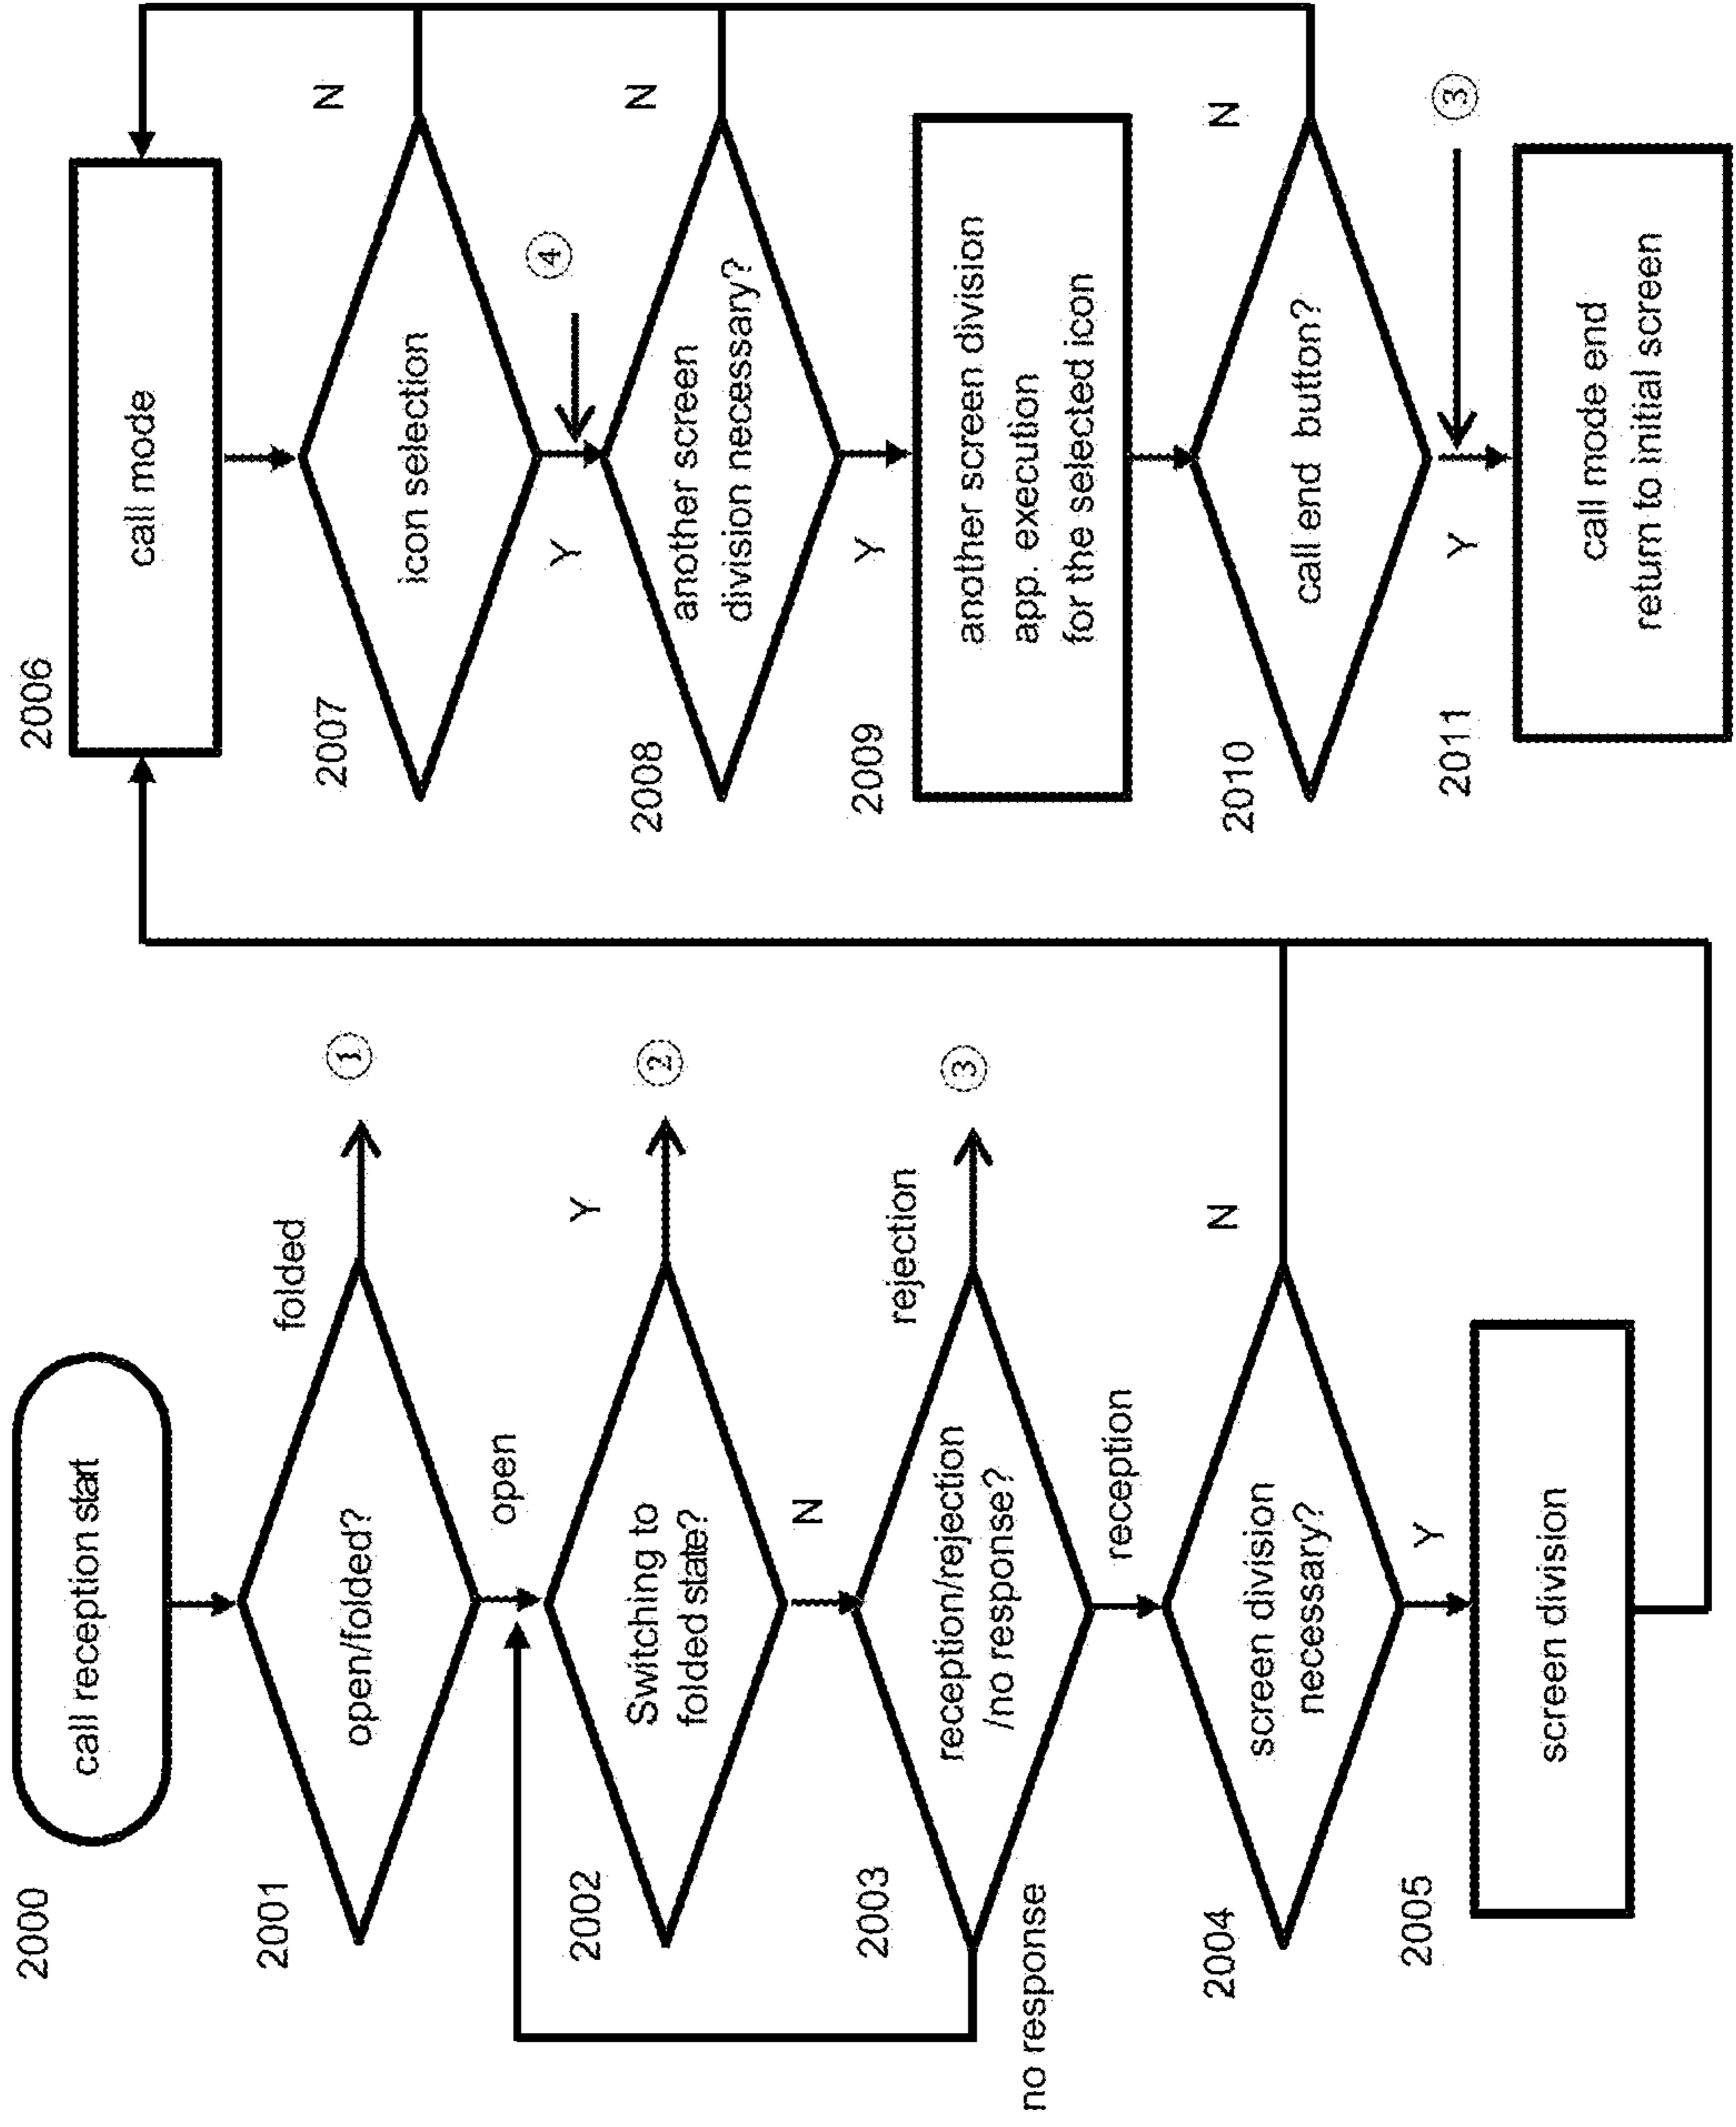 2000
call reception start
2001
open/folded?
folded
①
open
2002
Switching to
folded state?
Y
②
N
2003
reception/rejection
/no response?
rejection
③
no response
reception
2004
screen division
necessary?
N
Y
2005
screen division
2006
call mode
2007
icon selection
N
Y
④
2008
another screen
division necessary?
N
Y
2009
another screen division
app. execution
for the selected icon
2010
call end button?
N
Y
③
2011
call mode end
return to initial screen